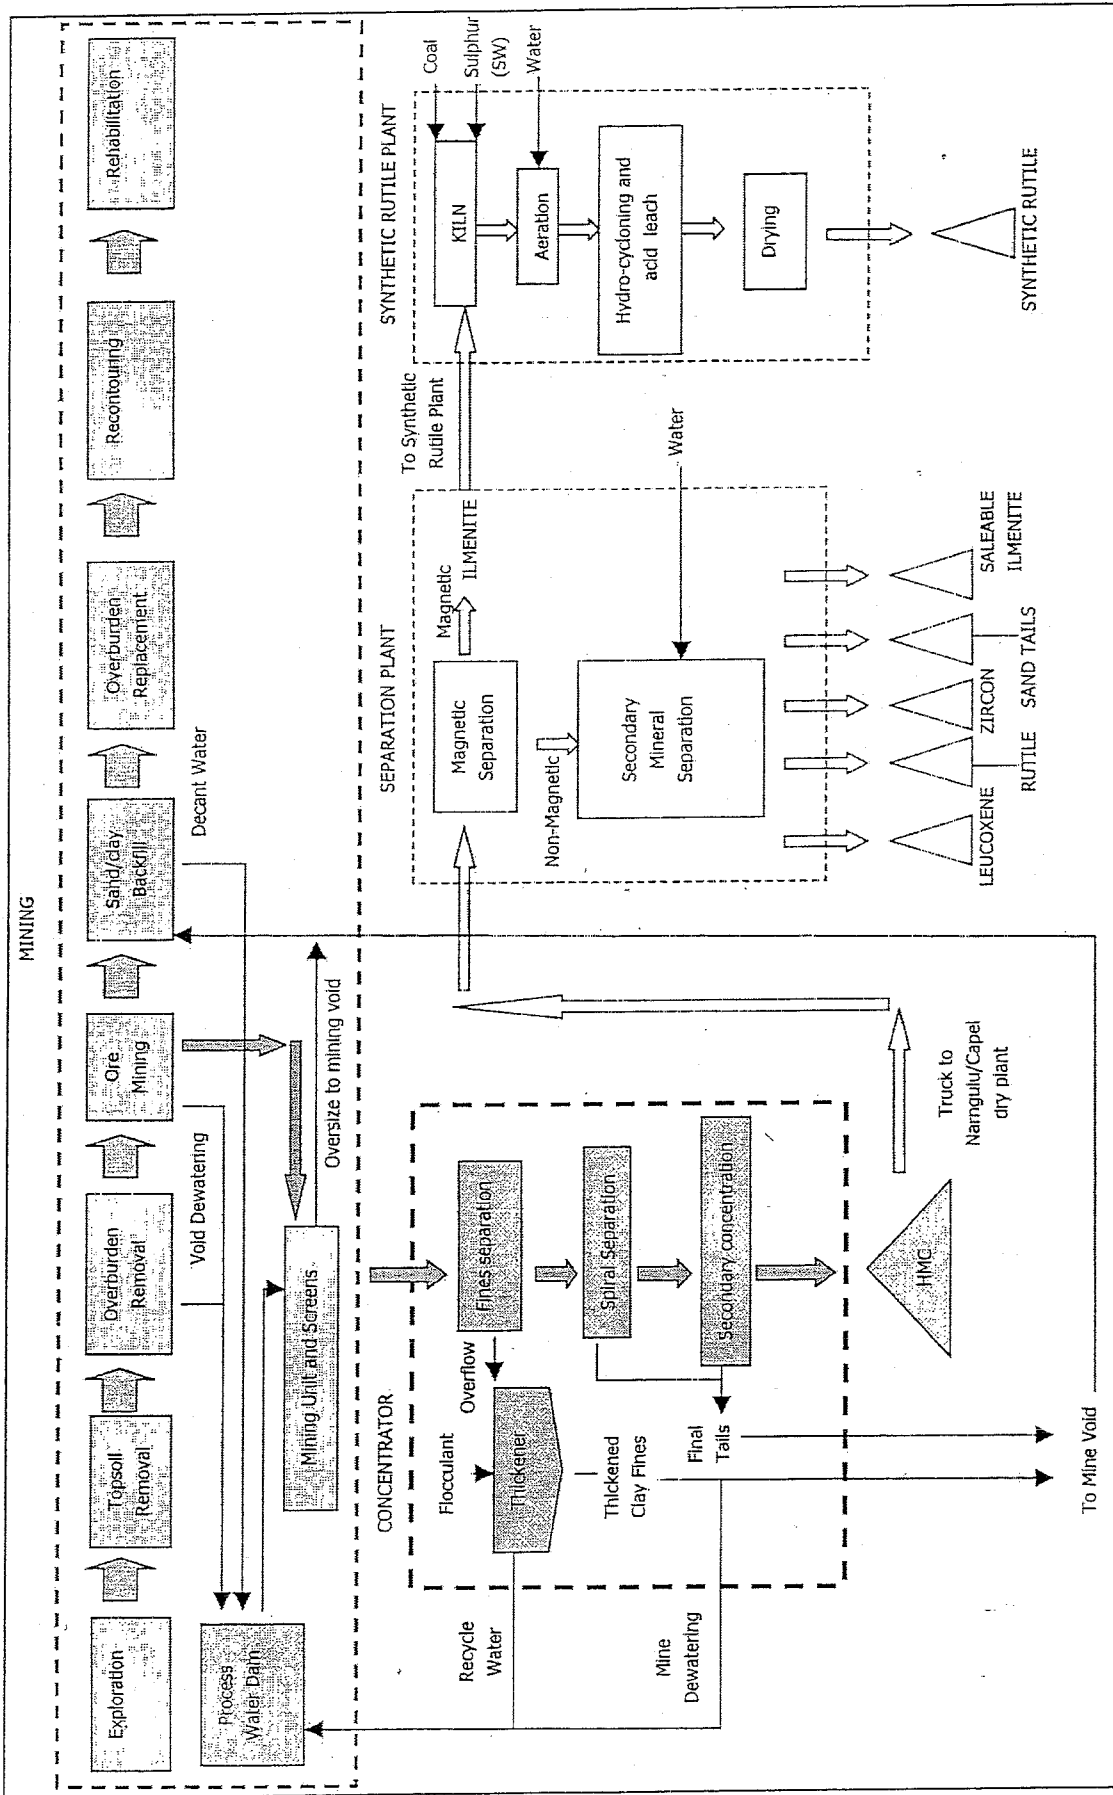 MINING
Exploration
Topsoil
Removal
Overburden
Removal
Ore
Mining
Sand/clay
Backfill
Overburden
Replacement
Recontouring
Rehabilitation
Void Dewatering
Decant Water
Process
Water Dam
Mining Unit and Screens
Oversize to mining void
CONCENTRATOR
Flocculant
Overflow
Fines separation
Thickener
Spiral Separation
Thickened
Clay Fines
Final
Tails
Secondary concentration
HMC
Recycle
Water
Mine
Dewatering
To Mine Void
Truck to
Narngulu/Capel
dry plant
SEPARATION PLANT
Magnetic
Separation
Magnetic
ILMENITE
Non-Magnetic
Secondary
Mineral
Separation
Water
LEUCOXENE
RUTILE
ZIRCON
SAND TAILS
SALEABLE
ILMENITE
To Synthetic
Rutile Plant
SYNTHETIC RUTILE PLANT
KILN
Coal
Sulphur
(SW)
Water
Aeration
Hydro-cycloning and
acid leach
Drying
SYNTHETIC RUTILE